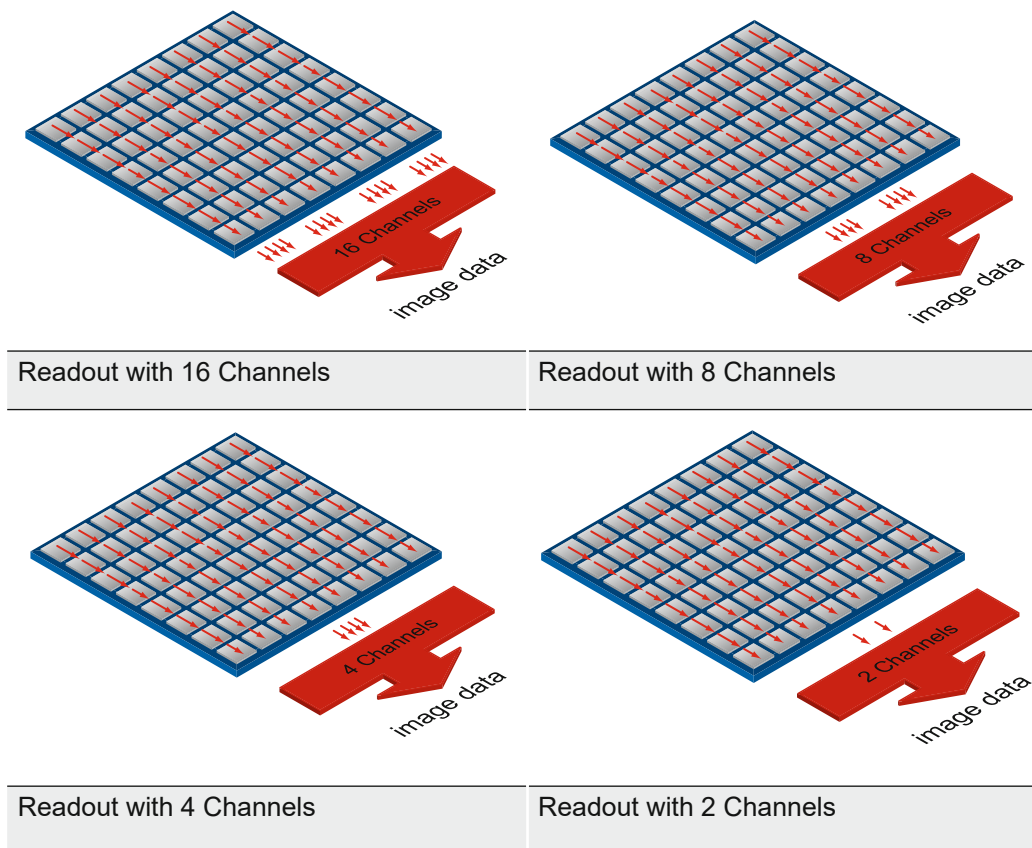 16 Channels
image data
8 Channels
image data
Readout with 16 Channels
Readout with 8 Channels
4 Channels
image data
2 Channels
image data
Readout with 4 Channels
Readout with 2 Channels